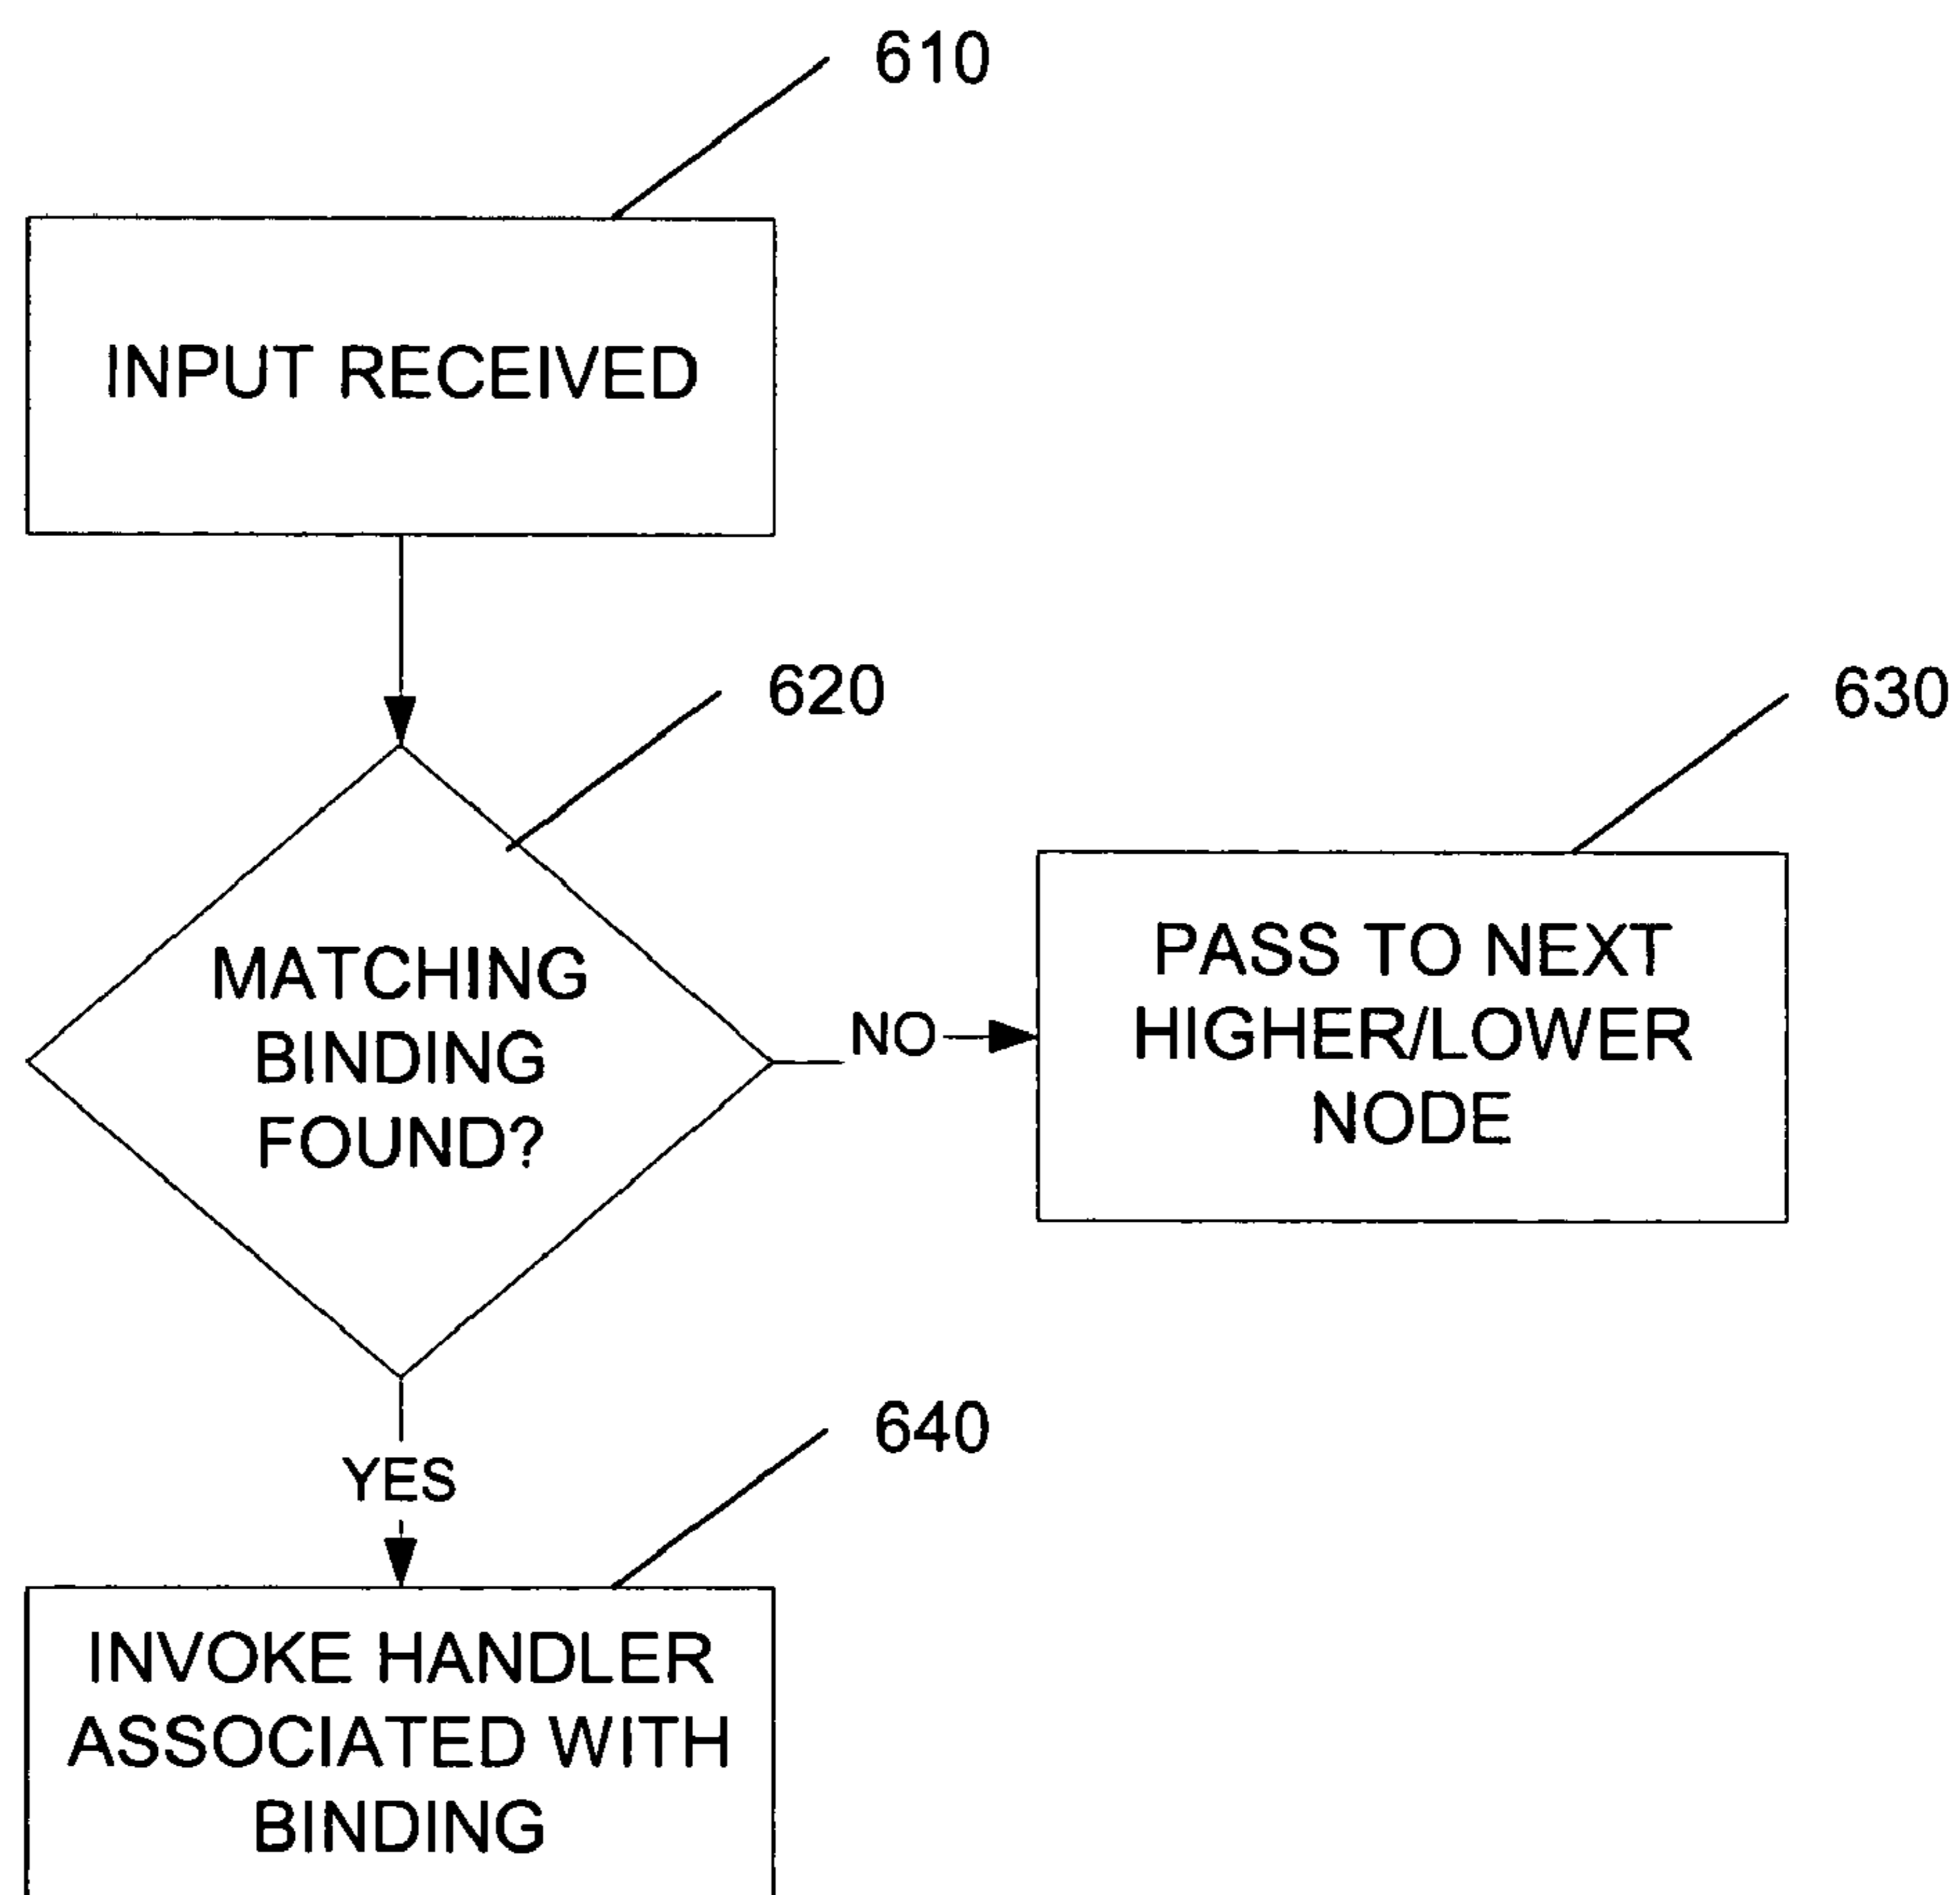 610
INPUT RECEIVED
620
630
MATCHING
BINDING
FOUND?
NO
PASS TO NEXT
HIGHER/LOWER
NODE
YES
640
INVOKE HANDLER
ASSOCIATED WITH
BINDING